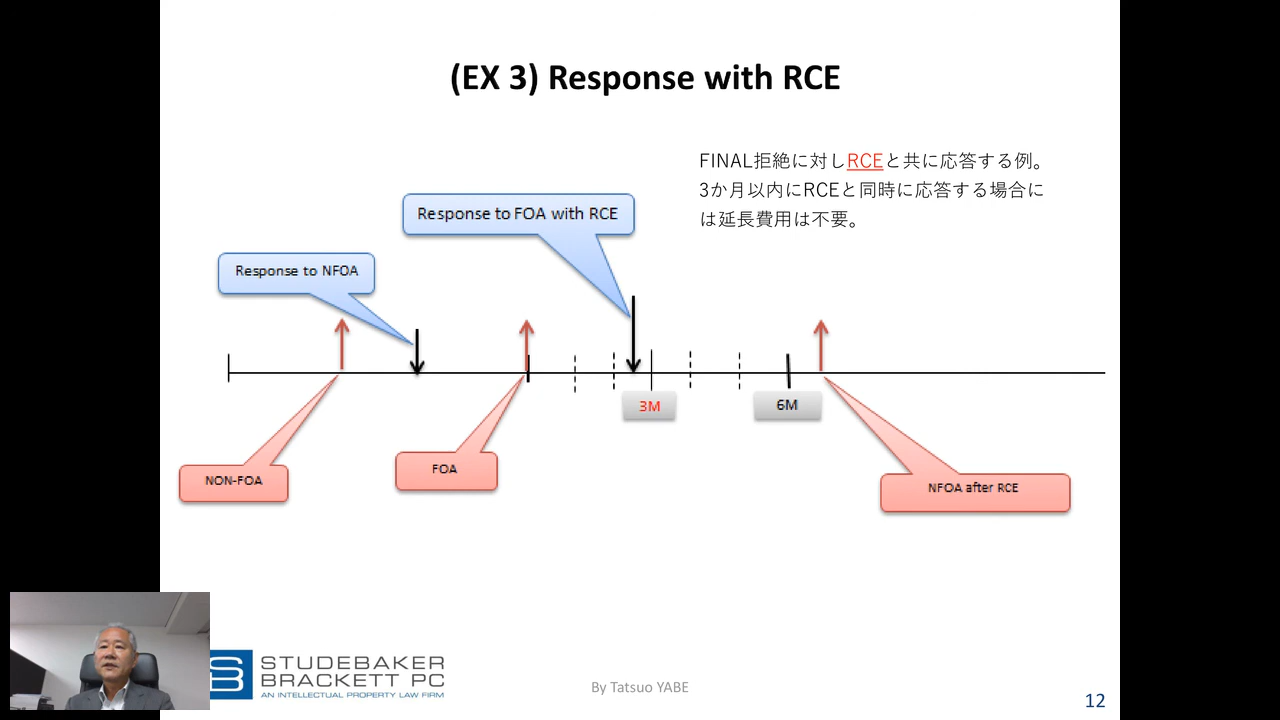 (EX 3) Response with RCE
FINAL拒絶に対しRCEと共に応答する例。
3か月以内にRCEと同時に応答する場合に
は延長費用は不要。
Response to FOA with RCE
Response to NFOA
3M
6M
NON-FOA
FOA
NFOA after RCE
SB
STUDEBAKER
BRACKETT PC
AN INTELLECTUAL PROPERTY LAW FIRM
By Tatsuo YABE
12